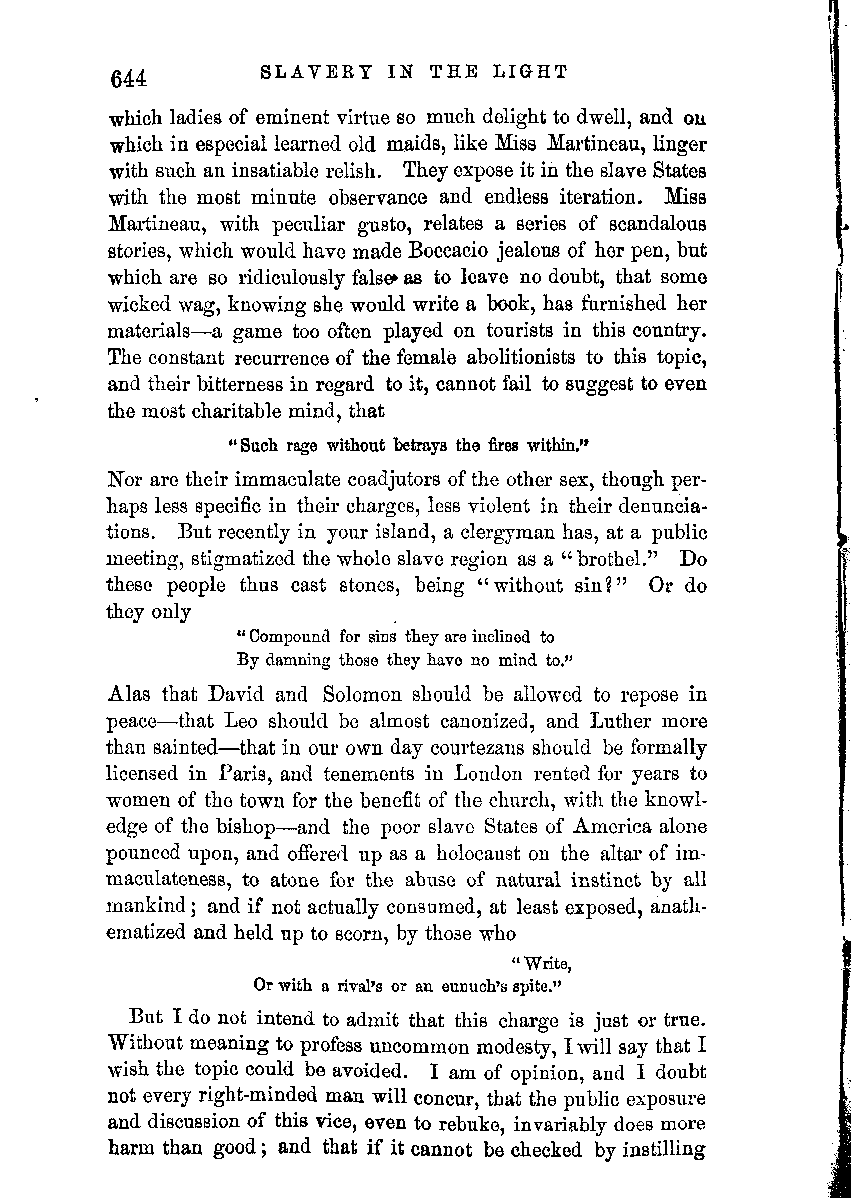 644 SLAVERY IN THE LIGHT
which ladies of eminent virtue so much delight to dwell, and on
which in especial learned old maids, like Miss Martineau, linger
with such an insatiable relish. They expose it in the slave States
with the most minute observance and endless iteration. Miss
Martineau, with peculiar gusto, relates a series of scandalous
stories, which would have made Boccacio jealous of her pen, but
which are so ridiculously false as to leave no doubt, that some
wicked wag, knowing she would write a book, has furnished her
materials—a game too often played on tourists in this country.
The constant recurrence of the female abolitionists to this topic,
and their bitterness in regard to it, cannot fail to suggest to even
the most charitable mind, that
"Such rage without betrays the fires within."
Nor are their immaculate coadjutors of the other sex, though per-
haps less specific in their charges, less violent in their denuncia-
tions. But recently in your island, a clergyman has, at a public
meeting, stigmatized the whole slave region as a "brothel." Do
these people thus cast stones, being "without sin?" Or do
they only
"Compound for sins they are inclined to
By damning those they have no mind to."
Alas that David and Solomon should be allowed to repose in
peace—that Leo should be almost canonized, and Luther more
than sainted—that in our own day courtezans should be formally
licensed in Paris, and tenements in London rented for years to
women of the town for the benefit of the church, with the knowl-
edge of the bishop—and the poor slave States of America alone
pounced upon, and offered up as a holocaust on the altar of im-
maculateness, to atone for the abuse of natural instinct by all
mankind; and if not actually consumed, at least exposed, anath-
ematized and held up to scorn, by those who
"Write,
Or with a rival's or an eunuch's spite."
But I do not intend to admit that this charge is just or true.
Without meaning to profess uncommon modesty, I will say that I
wish the topic could be avoided. I am of opinion, and I doubt
not every right-minded man will concur, that the public exposure
and discussion of this vice, even to rebuke, invariably does more
harm than good; and that if it cannot be checked by instilling